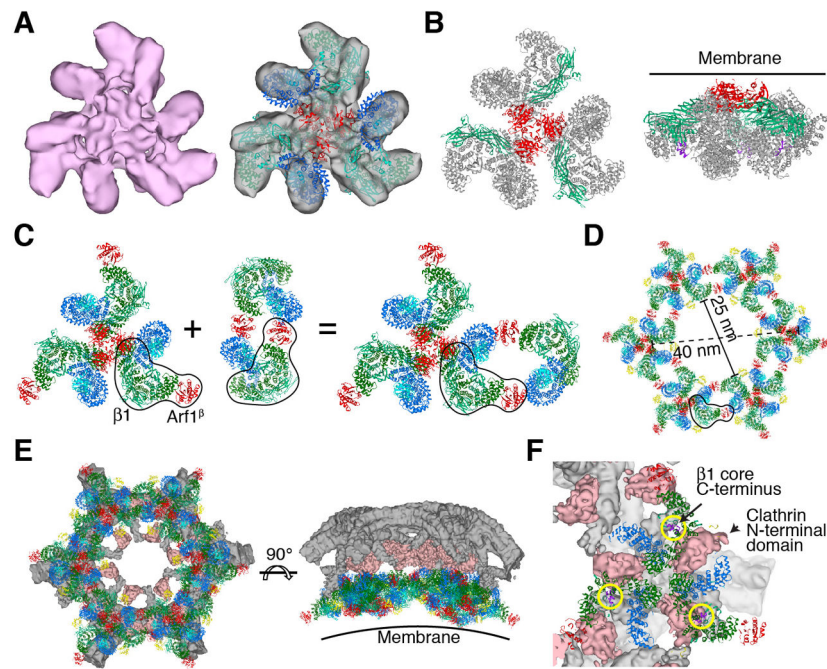 A
B
Membrane
C
+
=
β1
Arf1β
D
25 nm
40 nm
E
90°
Membrane
F
β1 core
C-terminus
Clathrin
N-terminal
domain